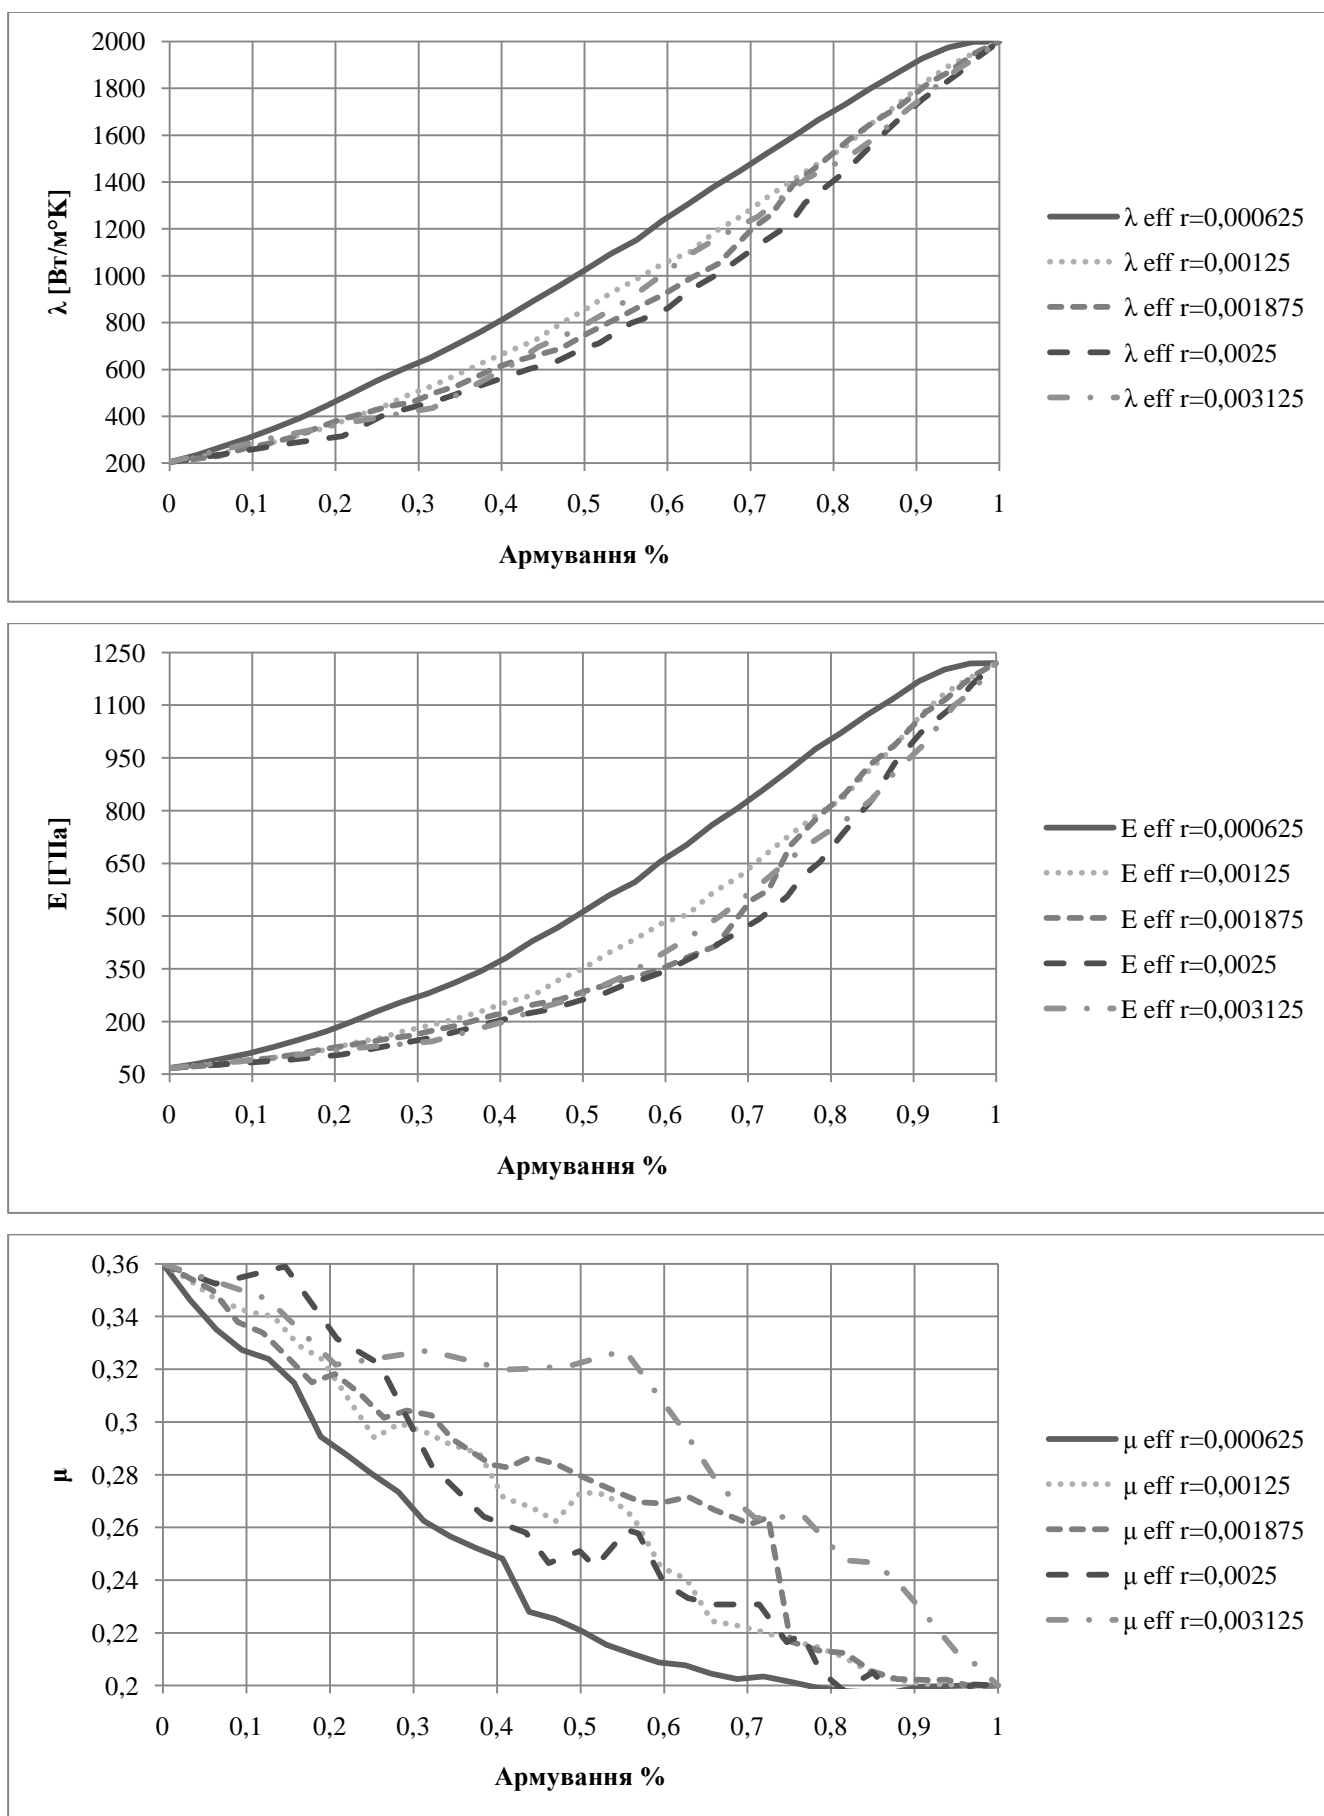 2000
1800
1600
1400
1200
1000
800
600
400
200
λ [Вт/м°К]
0 0,1 0,2 0,3 0,4 0,5 0,6 0,7 0,8 0,9 1
Армування %
λ eff r=0,000625
λ eff r=0,00125
λ eff r=0,001875
λ eff r=0,0025
λ eff r=0,003125
1250
1100
950
800
650
500
350
200
50
E [ГПа]
0 0,1 0,2 0,3 0,4 0,5 0,6 0,7 0,8 0,9 1
Армування %
E eff r=0,000625
E eff r=0,00125
E eff r=0,001875
E eff r=0,0025
E eff r=0,003125
0,36
0,34
0,32
0,3
0,28
0,26
0,24
0,22
0,2
μ
0 0,1 0,2 0,3 0,4 0,5 0,6 0,7 0,8 0,9 1
Армування %
μ eff r=0,000625
μ eff r=0,00125
μ eff r=0,001875
μ eff r=0,0025
μ eff r=0,003125